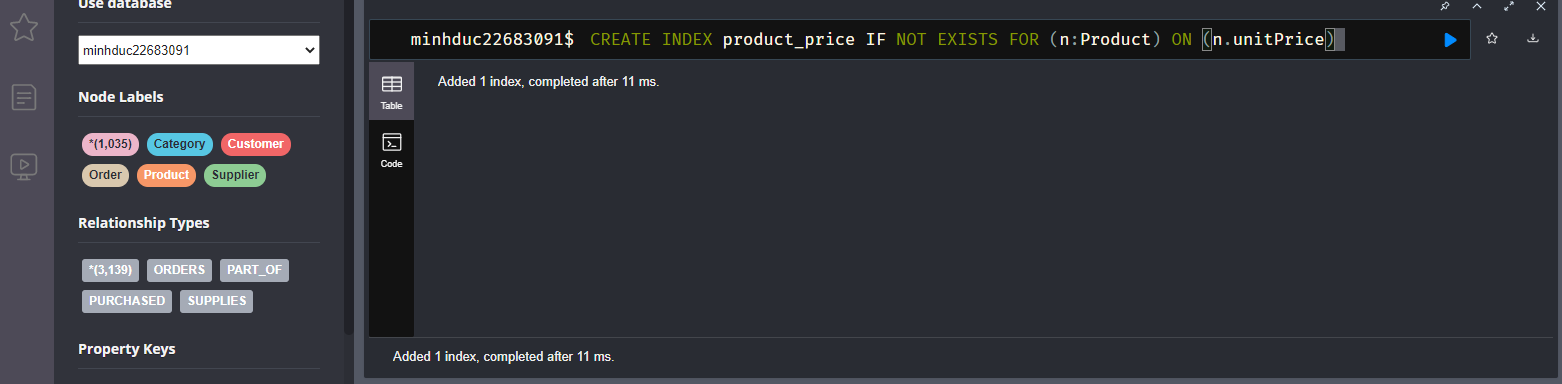 Use database
minhduc22683091
Node Labels
*(1,035) Category Customer
Order Product Supplier
Relationship Types
*(3,139) ORDERS PART_OF
PURCHASED SUPPLIES
Property Keys
minhduc22683091$ CREATE INDEX product_price IF NOT EXISTS FOR (n:Product) ON (n.unitPrice)
Table
Added 1 index, completed after 11 ms.
Code
Added 1 index, completed after 11 ms.